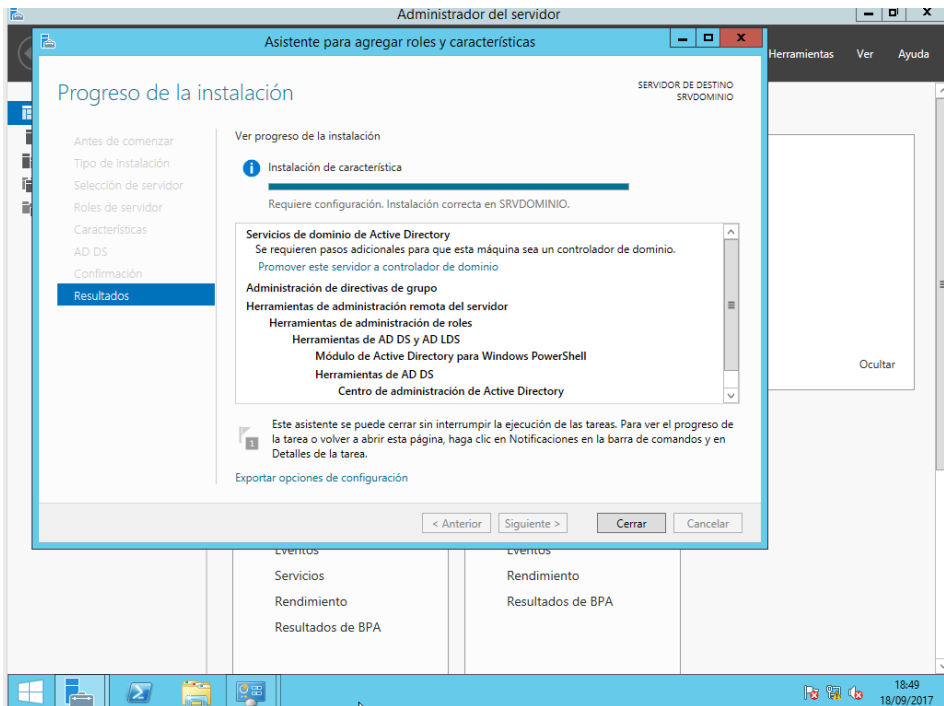 Administrador del servidor
Asistente para agregar roles y características
Herramientas Ver Ayuda
Progreso de la instalación
SERVIDOR DE DESTINO
SRVDOMINIO
Antes de comenzar
Tipo de instalación
Selección de servidor
Roles de servidor
Características
AD DS
Confirmación
Resultados
Ver progreso de la instalación
Instalación de característica
Requiere configuración. Instalación correcta en SRVDOMINIO.
Servicios de dominio de Active Directory
Se requieren pasos adicionales para que esta máquina sea un controlador de dominio.
Promover este servidor a controlador de dominio
Administración de directivas de grupo
Herramientas de administración remota del servidor
Herramientas de administración de roles
Herramientas de AD DS y AD LDS
Módulo de Active Directory para Windows PowerShell
Herramientas de AD DS
Centro de administración de Active Directory
1
Este asistente se puede cerrar sin interrumpir la ejecución de las tareas. Para ver el progreso de
la tarea o volver a abrir esta página, haga clic en Notificaciones en la barra de comandos y en
Detalles de la tarea.
Exportar opciones de configuración
< Anterior Siguiente > Cerrar Cancelar
Ocultar
Eventos
Servicios
Rendimiento
Resultados de BPA
Eventos
Rendimiento
Resultados de BPA
18:49
18/09/2017